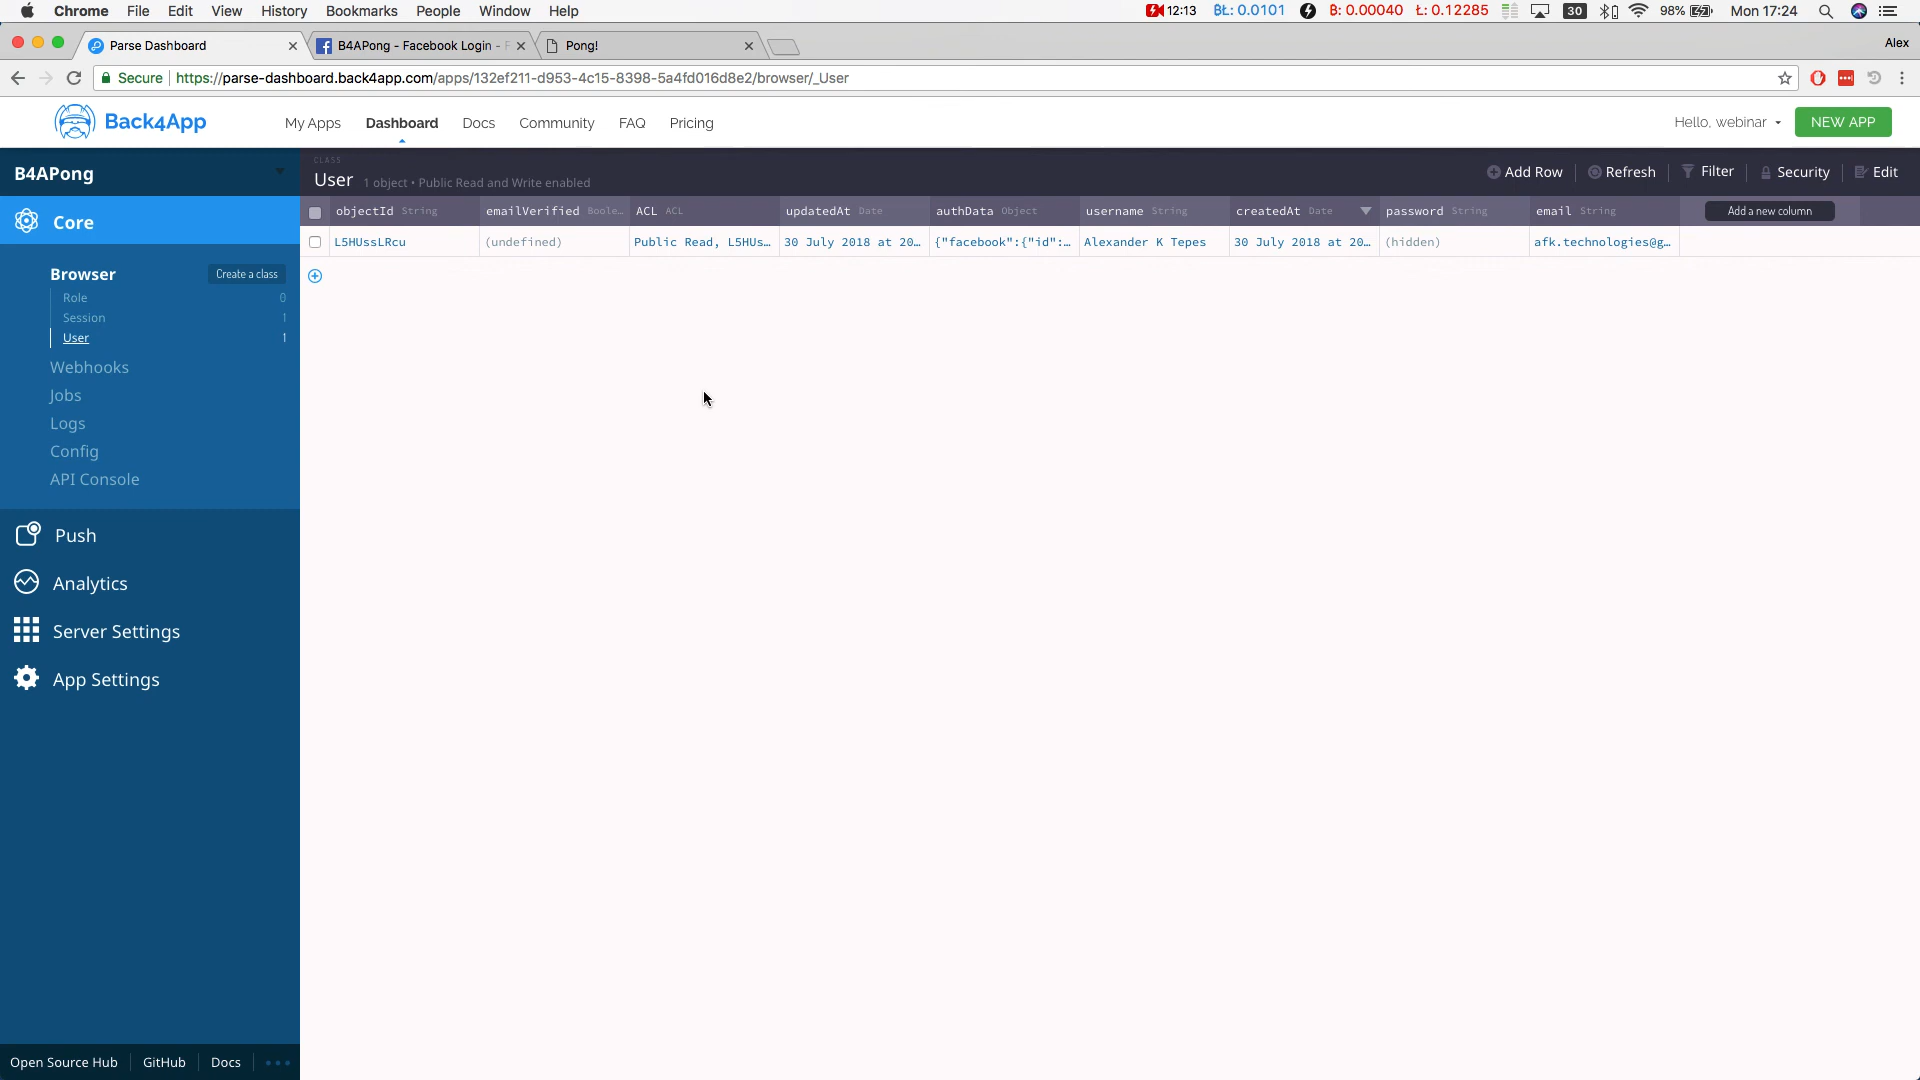 Chrome File Edit View History Bookmarks People Window Help 12:13 ɃŁ: 0.0101 Ƀ: 0.00040 Ł: 0.12285 30 98% Mon 17:24
Parse Dashboard B4APong - Facebook Login - F Pong! Alex
Secure https://parse-dashboard.back4app.com/apps/132ef211-d953-4c15-8398-5a4fd016d8e2/browser/_User
Back4App My Apps Dashboard Docs Community FAQ Pricing Hello, webinar NEW APP
B4APong
CLASS
User 1 object • Public Read and Write enabled Add Row Refresh Filter Security Edit
objectId String emailVerified Boole… ACL ACL updatedAt Date authData Object username String createdAt Date password String email String Add a new column
L5HUssLRcu (undefined) Public Read, L5HUs… 30 July 2018 at 20… {"facebook":{"id":… Alexander K Tepes 30 July 2018 at 20… (hidden) afk.technologies@g…
Core
Browser Create a class
Role 0
Session 1
User 1
Webhooks
Jobs
Logs
Config
API Console
Push
Analytics
Server Settings
App Settings
Open Source Hub GitHub Docs